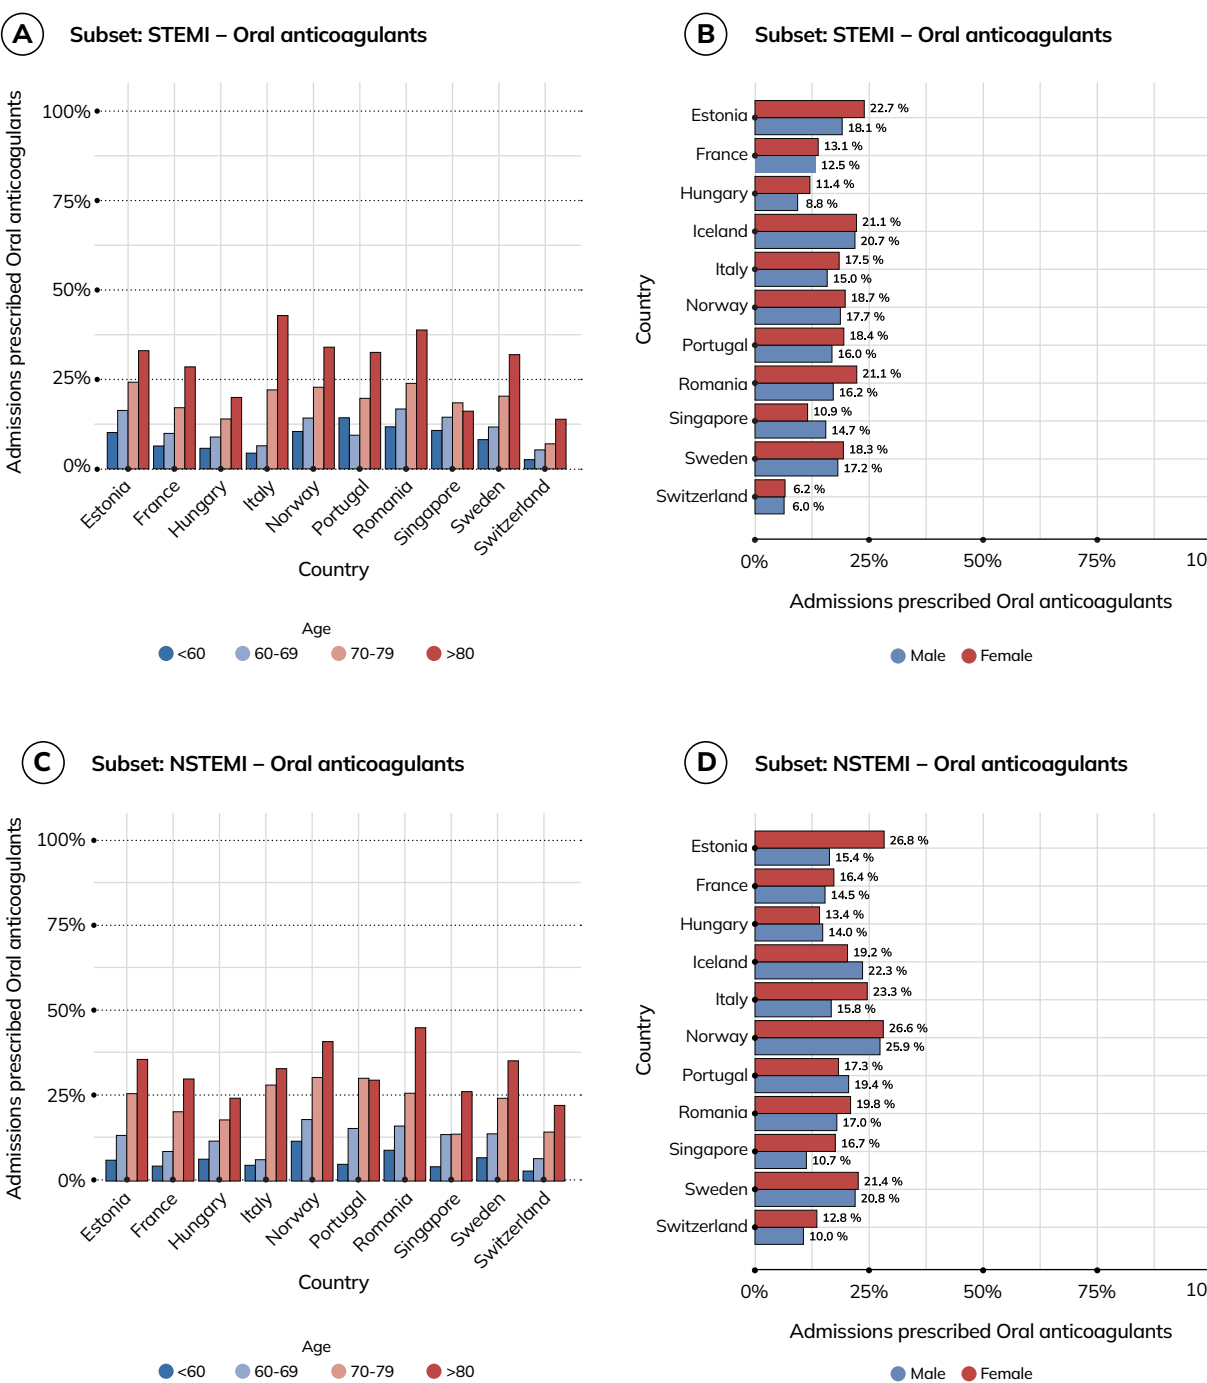 A
Subset: STEMI – Oral anticoagulants
Admissions prescribed Oral anticoagulants
100%
75%
50%
25%
0%
Estonia
France
Hungary
Italy
Norway
Portugal
Romania
Singapore
Sweden
Switzerland
Country
Age
<60 60-69 70-79 >80
B
Subset: STEMI – Oral anticoagulants
Country
Estonia 22.7 %
18.1 %
France 13.1 %
12.5 %
Hungary 11.4 %
8.8 %
Iceland 21.1 %
20.7 %
Italy 17.5 %
15.0 %
Norway 18.7 %
17.7 %
Portugal 18.4 %
16.0 %
Romania 21.1 %
16.2 %
Singapore 10.9 %
14.7 %
Sweden 18.3 %
17.2 %
Switzerland 6.2 %
6.0 %
0% 25% 50% 75% 10
Admissions prescribed Oral anticoagulants
Male Female
C
Subset: NSTEMI – Oral anticoagulants
Admissions prescribed Oral anticoagulants
100%
75%
50%
25%
0%
Estonia
France
Hungary
Italy
Norway
Portugal
Romania
Singapore
Sweden
Switzerland
Country
Age
<60 60-69 70-79 >80
D
Subset: NSTEMI – Oral anticoagulants
Country
Estonia 26.8 %
15.4 %
France 16.4 %
14.5 %
Hungary 13.4 %
14.0 %
Iceland 19.2 %
22.3 %
Italy 23.3 %
15.8 %
Norway 26.6 %
25.9 %
Portugal 17.3 %
19.4 %
Romania 19.8 %
17.0 %
Singapore 16.7 %
10.7 %
Sweden 21.4 %
20.8 %
Switzerland 12.8 %
10.0 %
0% 25% 50% 75% 10
Admissions prescribed Oral anticoagulants
Male Female